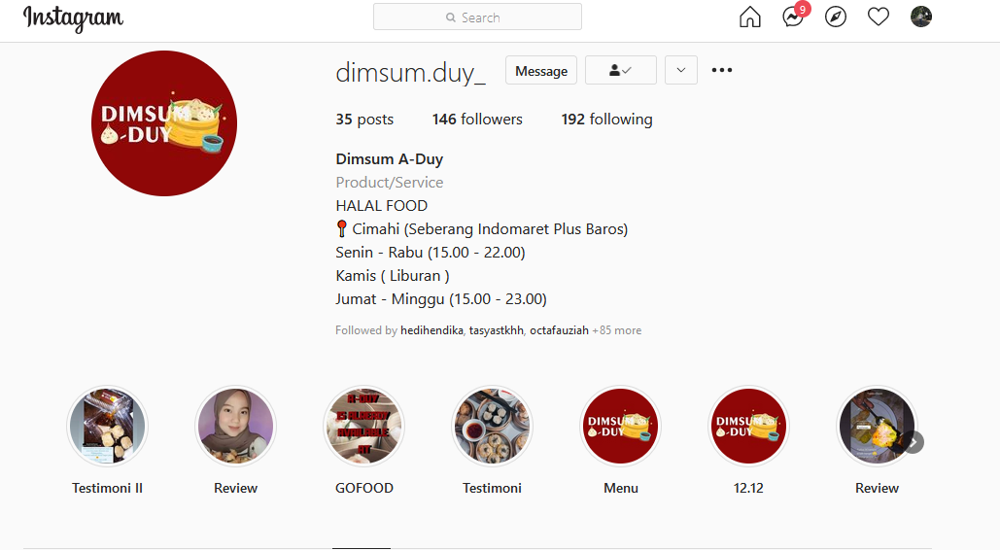 Instagram
Search
9
dimsum.duy_
Message
35 posts 146 followers 192 following
DIMSUM
A-DUY
Dimsum A-Duy
Product/Service
HALAL FOOD
Cimahi (Seberang Indomaret Plus Baros)
Senin - Rabu (15.00 - 22.00)
Kamis ( Liburan )
Jumat - Minggu (15.00 - 23.00)
Followed by hedihendika, tasyastkhh, octafauziah +85 more
A-DUY
IS ALREADY
AVAILABLE
AT
DIMSUM
A-DUY
DIMSUM
A-DUY
Testimoni II
Review
GOFOOD
Testimoni
Menu
12.12
Review